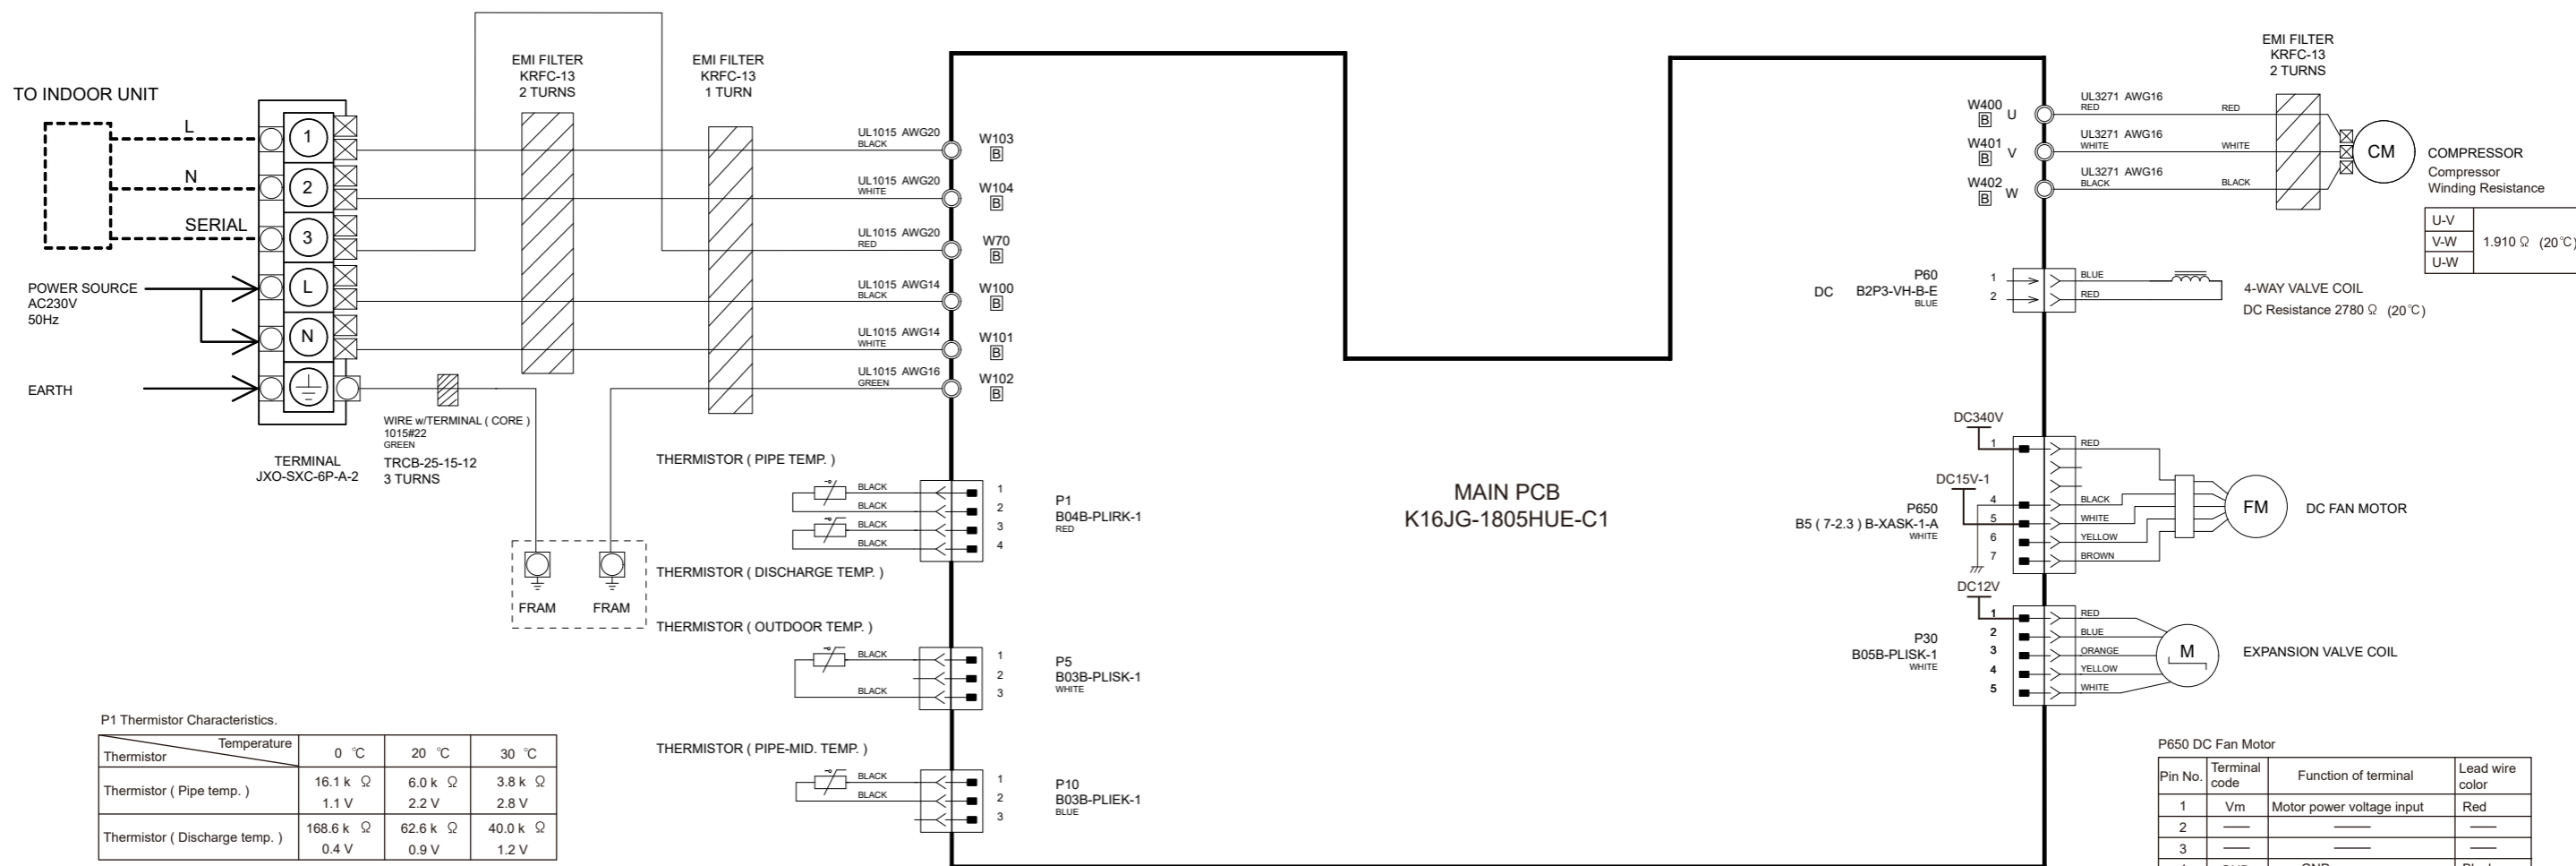 TO INDOOR UNIT
L
N
SERIAL
POWER SOURCE
AC230V
50Hz
EARTH
1
2
3
L
N
TERMINAL
JXO-SXC-6P-A-2
WIRE w/TERMINAL ( CORE )
1015#22
GREEN
TRCB-25-15-12
3 TURNS
EMI FILTER
KRFC-13
2 TURNS
EMI FILTER
KRFC-13
1 TURN
FRAM FRAM
UL1015 AWG20
BLACK
W103
B
UL1015 AWG20
WHITE
W104
B
UL1015 AWG20
RED
W70
B
UL1015 AWG14
BLACK
W100
B
UL1015 AWG14
WHITE
W101
B
UL1015 AWG16
GREEN
W102
B
THERMISTOR ( PIPE TEMP. )
BLACK 1
BLACK 2
BLACK 3
BLACK 4
P1
B04B-PLIRK-1
RED
THERMISTOR ( DISCHARGE TEMP. )
THERMISTOR ( OUTDOOR TEMP. )
BLACK 1
2
BLACK 3
P5
B03B-PLISK-1
WHITE
THERMISTOR ( PIPE-MID. TEMP. )
BLACK 1
BLACK 2
3
P10
B03B-PLIEK-1
BLUE
MAIN PCB
K16JG-1805HUE-C1
EMI FILTER
KRFC-13
2 TURNS
W400 U
B
UL3271 AWG16
RED RED
W401 V
B
UL3271 AWG16
WHITE WHITE
W402 W
B
UL3271 AWG16
BLACK BLACK
CM
COMPRESSOR
Compressor
Winding Resistance
U-V
V-W 1.910 Ω (20℃)
U-W
DC
P60
B2P3-VH-B-E
BLUE
1 BLUE
2 RED
4-WAY VALVE COIL
DC Resistance 2780 Ω (20℃)
DC340V
DC15V-1
P650
B5 ( 7-2.3 ) B-XASK-1-A
WHITE
1 RED
4 BLACK
5 WHITE
6 YELLOW
7 BROWN
FM
DC FAN MOTOR
DC12V
P30
B05B-PLISK-1
WHITE
1 RED
2 BLUE
3 ORANGE
4 YELLOW
5 WHITE
M
EXPANSION VALVE COIL
P1 Thermistor Characteristics.
Temperature
Thermistor
0 ℃ 20 ℃ 30 ℃
Thermistor ( Pipe temp. )
16.1 k Ω 6.0 k Ω 3.8 k Ω
1.1 V 2.2 V 2.8 V
Thermistor ( Discharge temp. )
168.6 k Ω 62.6 k Ω 40.0 k Ω
0.4 V 0.9 V 1.2 V
P650 DC Fan Motor
Pin No. Terminal code Function of terminal Lead wire color
1 Vm Motor power voltage input Red
2 — — —
3 — — —